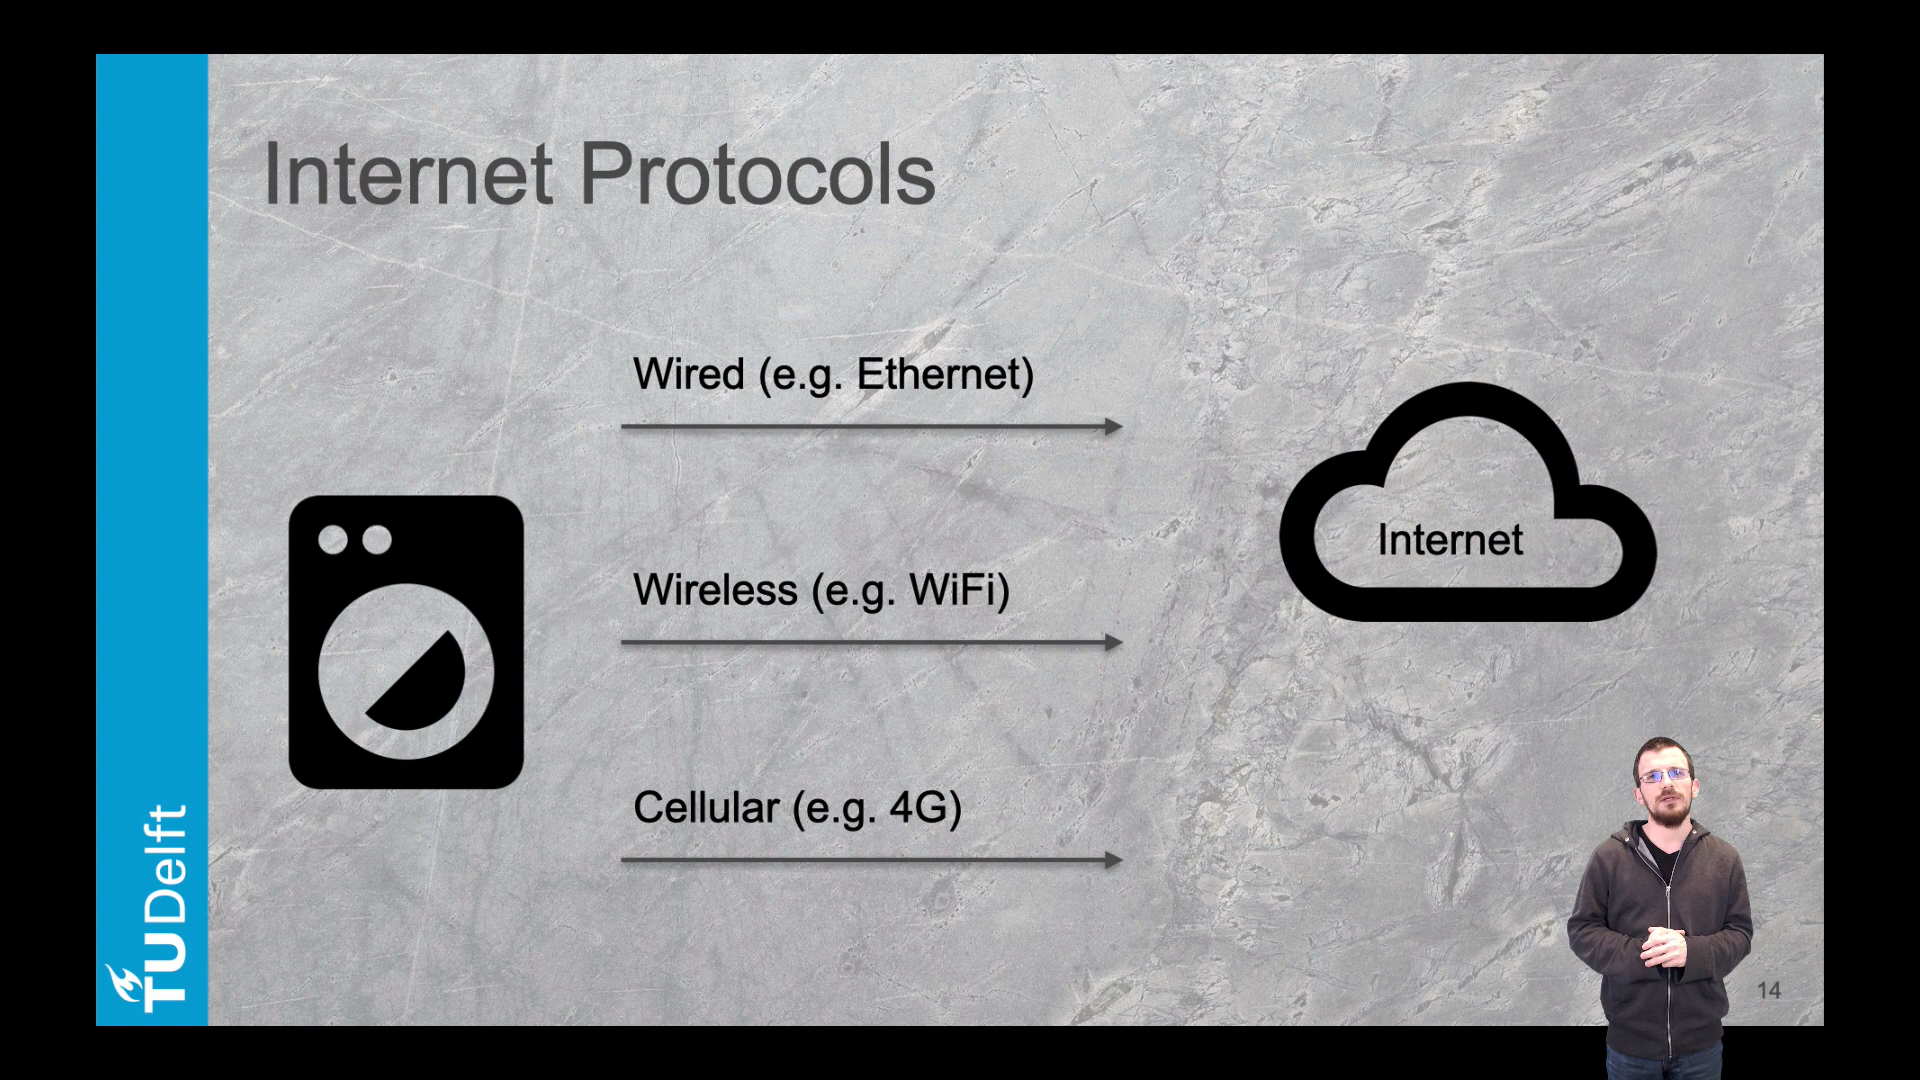 Internet Protocols
Wired (e.g. Ethernet)
Internet
Wireless (e.g. WiFi)
Cellular (e.g. 4G)
TUDelft
14